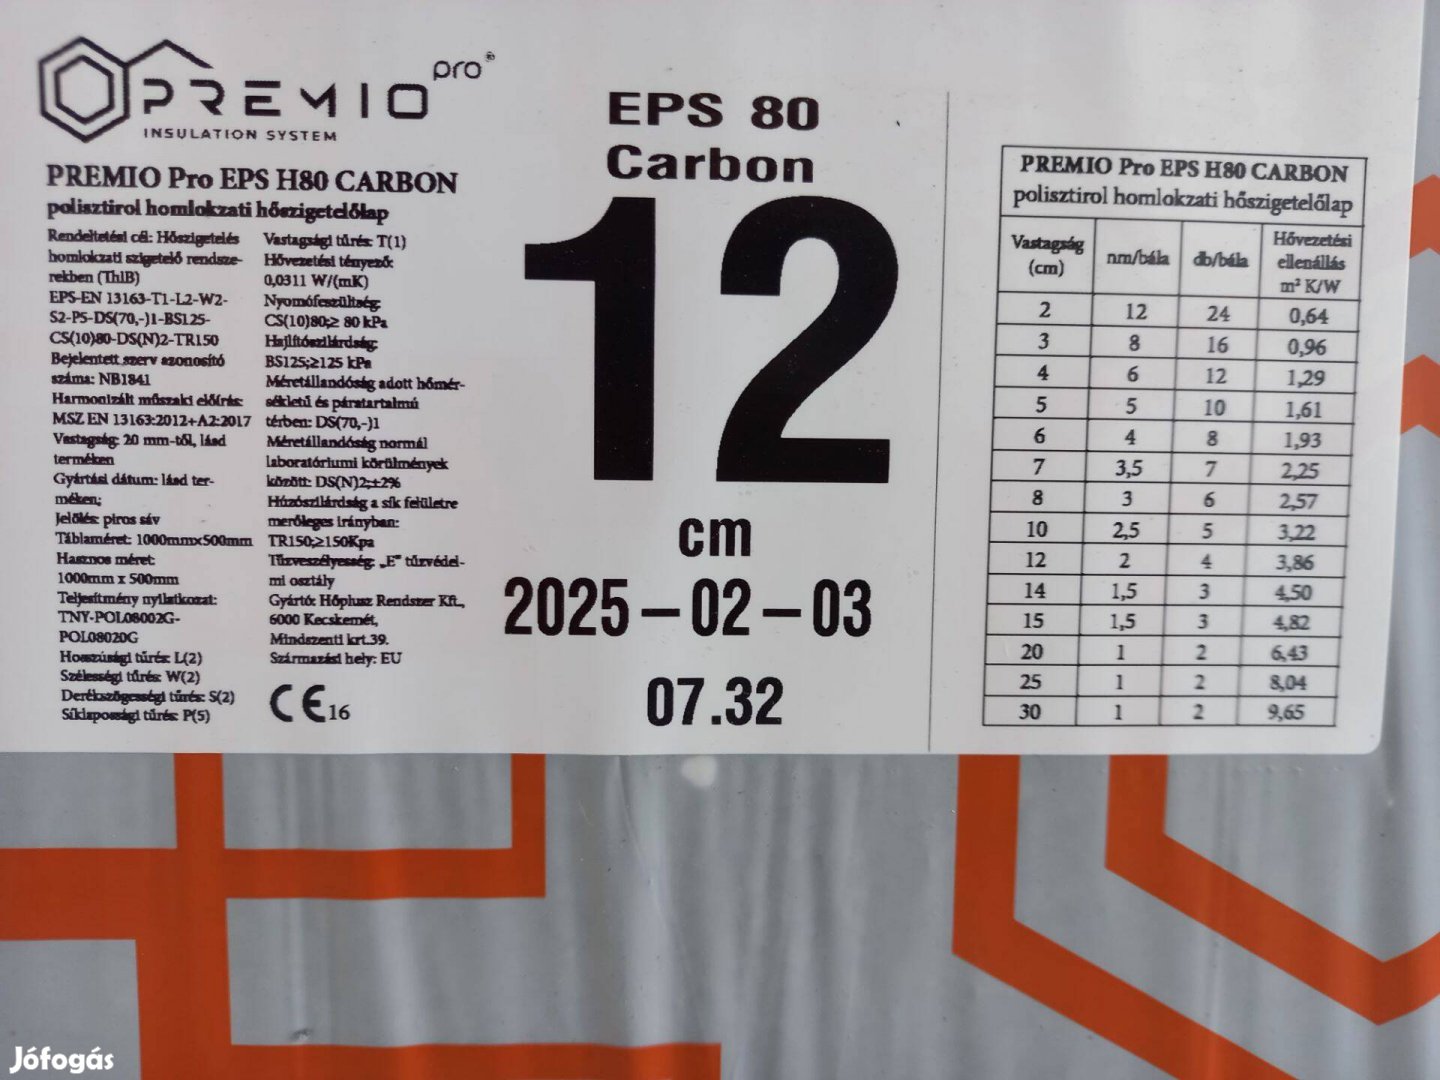 PREMIO pro®
INSULATION SYSTEM
PREMIO Pro EPS H80 CARBON
polisztirol homlokzati hőszigetelőlap
Rendeltetési cél: Hőszigetelés
homlokzati szigetelő rendsze-
rekben (ThIB)
EPS-EN 13163-T1-L2-W2-
S2-P5-DS(70,-)1-BS125-
CS(10)80-DS(N)2-TR150
Bejelentett szerv azonosító
száma: NB1841
Harmonizált műszaki előírás:
MSZ EN 13163:2012+A2:2017
Vastagság: 20 mm-től, lásd
terméken
Gyártási dátum: lásd ter-
méken;
Jelölés: piros sáv
Táblaméret: 1000mmx500mm
Hasznos méret:
1000mm x 500mm
Teljesítmény nyilatkozat:
TNY-POL08002G-
POL08020G
Hosszúsági tűrés: L(2)
Szélességi tűrés: W(2)
Derékszögességi tűrés: S(2)
Síklapossági tűrés: P(5)
Vastagsági tűrés: T(1)
Hővezetési tényező:
0,0311 W/(mK)
Nyomófeszültség:
CS(10)80;≥ 80 kPa
Hajlítószilárdság:
BS125;≥125 kPa
Méretállandóság adott hőmér-
sékletű és páratartalmú
térben: DS(70,-)1
Méretállandóság normál
laboratóriumi körülmények
között: DS(N)2;±2%
Húzószilárdság a sík felületre
merőleges irányban:
TR150;≥150Kpa
Tűzveszélyesség: „E" tűzvédel-
mi osztály
Gyártó: Hőplusz Rendszer Kft.,
6000 Kecskemét,
Mindszenti krt.39.
Származási hely: EU
CE16
EPS 80
Carbon
12
cm
2025-02-03
07.32
PREMIO Pro EPS H80 CARBON
polisztirol homlokzati hőszigetelőlap
Vastagság (cm) nm/bála db/bála Hővezetési ellenállás m² K/W
2 12 24 0,64
3 8 16 0,96
4 6 12 1,29
5 5 10 1,61
6 4 8 1,93
7 3,5 7 2,25
8 3 6 2,57
10 2,5 5 3,22
12 2 4 3,86
14 1,5 3 4,50
15 1,5 3 4,82
20 1 2 6,43
25 1 2 8,04
30 1 2 9,65
Jófogás